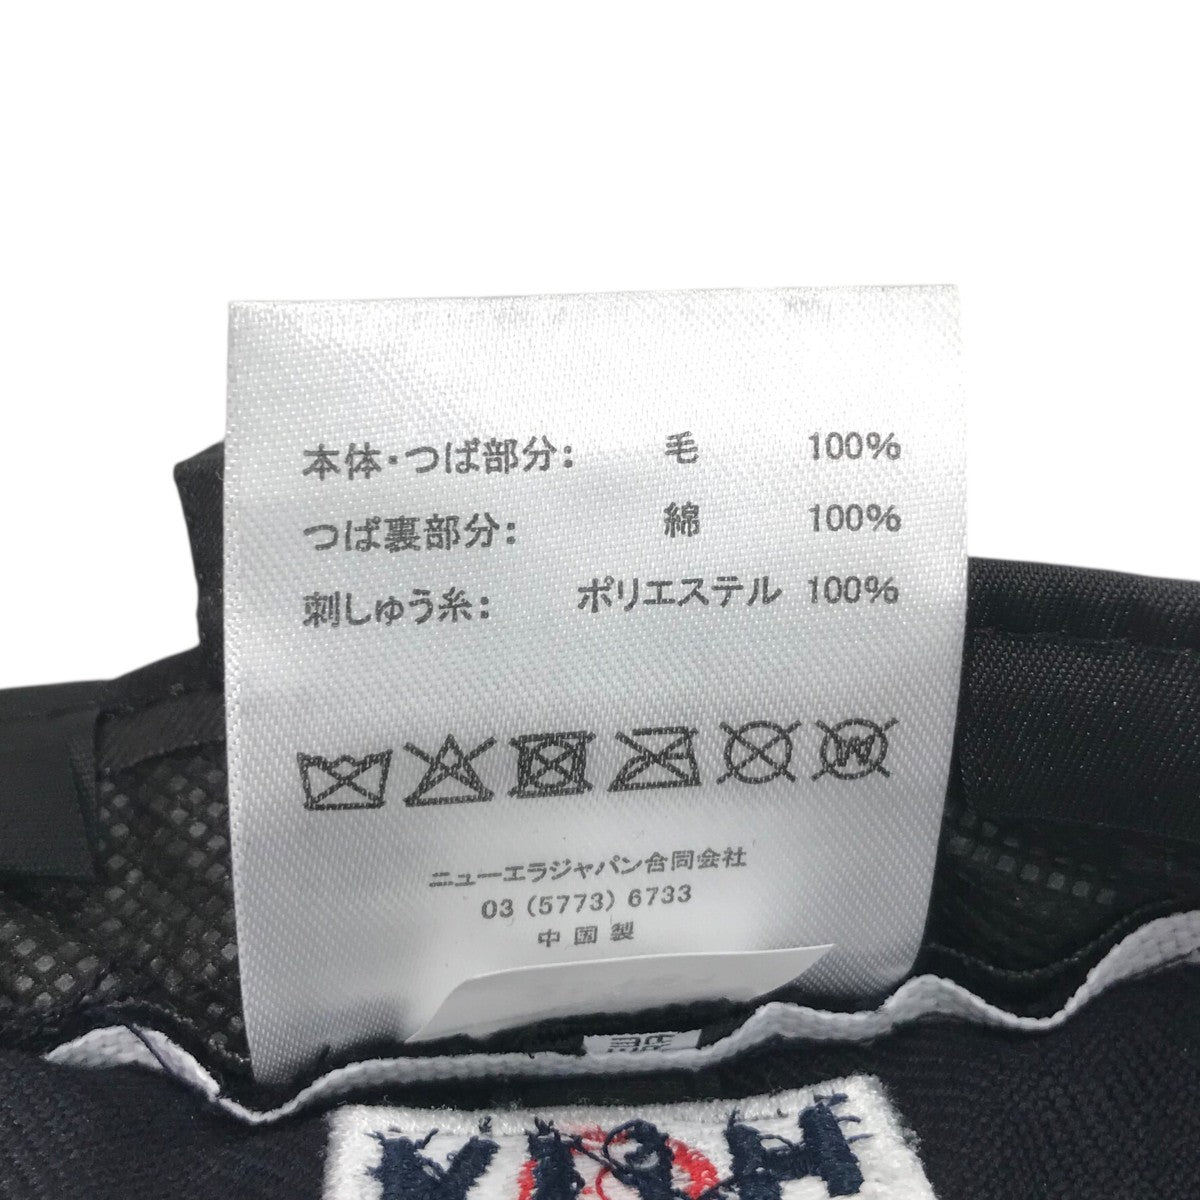 本体・つば部分: 毛 100%
つば裏部分: 綿 100%
刺しゅう糸: ポリエステル 100%
ニューエラジャパン合同会社
03 (5773) 6733
中国製